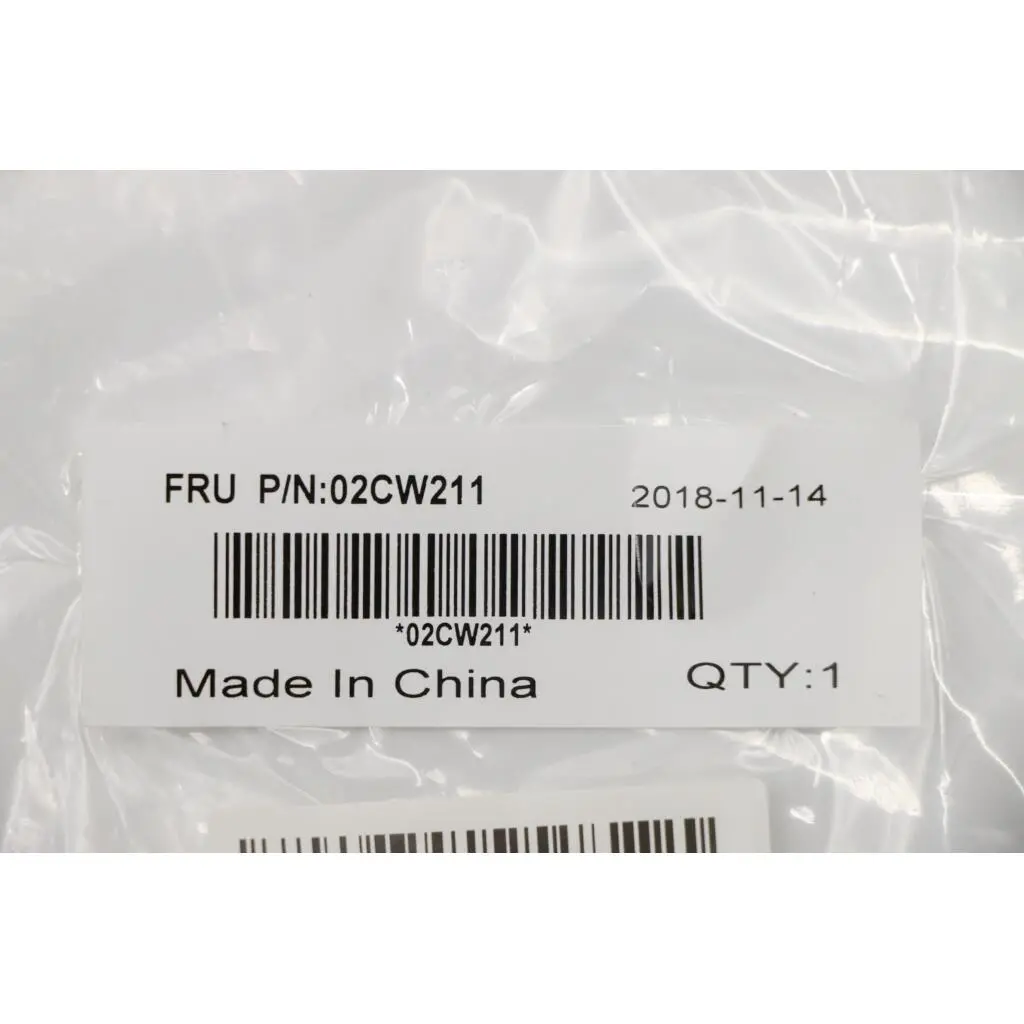 FRU P/N:02CW211
2018-11-14
*02CW211*
Made In China
QTY:1